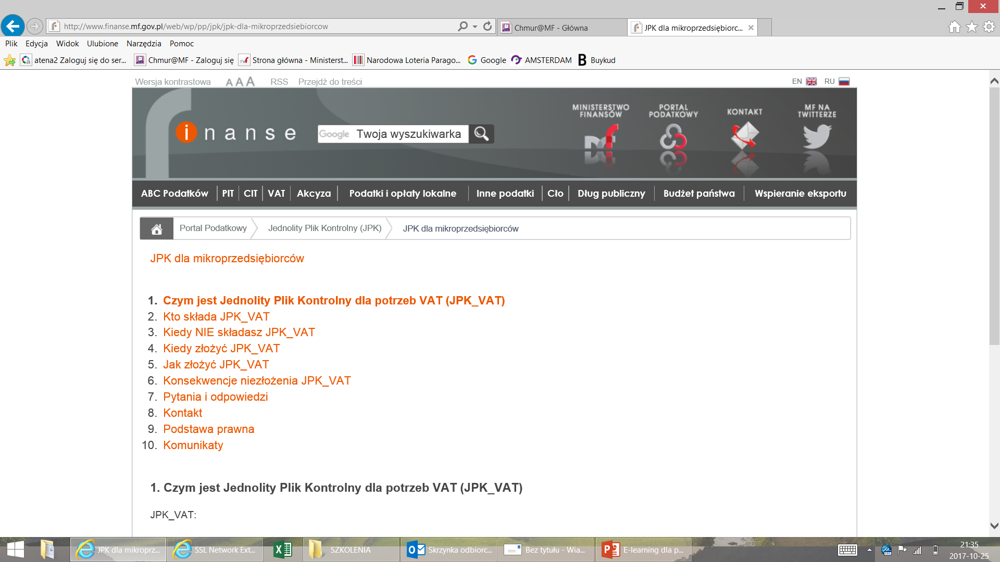 http://www.finanse.mf.gov.pl/web/wp/pp/jpk/jpk-dla-mikroprzedsiebiorcow
Chmur@MF - Główna
JPK dla mikroprzedsiębiorc...
Plik Edycja Widok Ulubione Narzędzia Pomoc
atena2 Zaloguj się do ser... Chmur@MF - Zaloguj się Strona główna - Ministerst... Narodowa Loteria Parago... Google AMSTERDAM B Buykud
Wersja kontrastowa A A A RSS Przejdź do treści EN RU
MINISTERSTWO FINANSÓW
PORTAL PODATKOWY
KONTAKT
MF NA TWITTERZE
finanse
Google Twoja wyszukiwarka
mf
ABC Podatków PIT CIT VAT Akcyza Podatki i opłaty lokalne Inne podatki Cło Dług publiczny Budżet państwa Wspieranie eksportu
Portal Podatkowy Jednolity Plik Kontrolny (JPK) JPK dla mikroprzedsiębiorców
JPK dla mikroprzedsiębiorców
1. Czym jest Jednolity Plik Kontrolny dla potrzeb VAT (JPK_VAT)
2. Kto składa JPK_VAT
3. Kiedy NIE składasz JPK_VAT
4. Kiedy złożyć JPK_VAT
5. Jak złożyć JPK_VAT
6. Konsekwencje niezłożenia JPK_VAT
7. Pytania i odpowiedzi
8. Kontakt
9. Podstawa prawna
10. Komunikaty
1. Czym jest Jednolity Plik Kontrolny dla potrzeb VAT (JPK_VAT)
JPK_VAT:
JPK dla mikroprz... SSL Network Ext... SZKOLENIA Skrzynka odbiorc... Bez tytułu - Wia... E-learning dla p...
21:35
2017-10-25